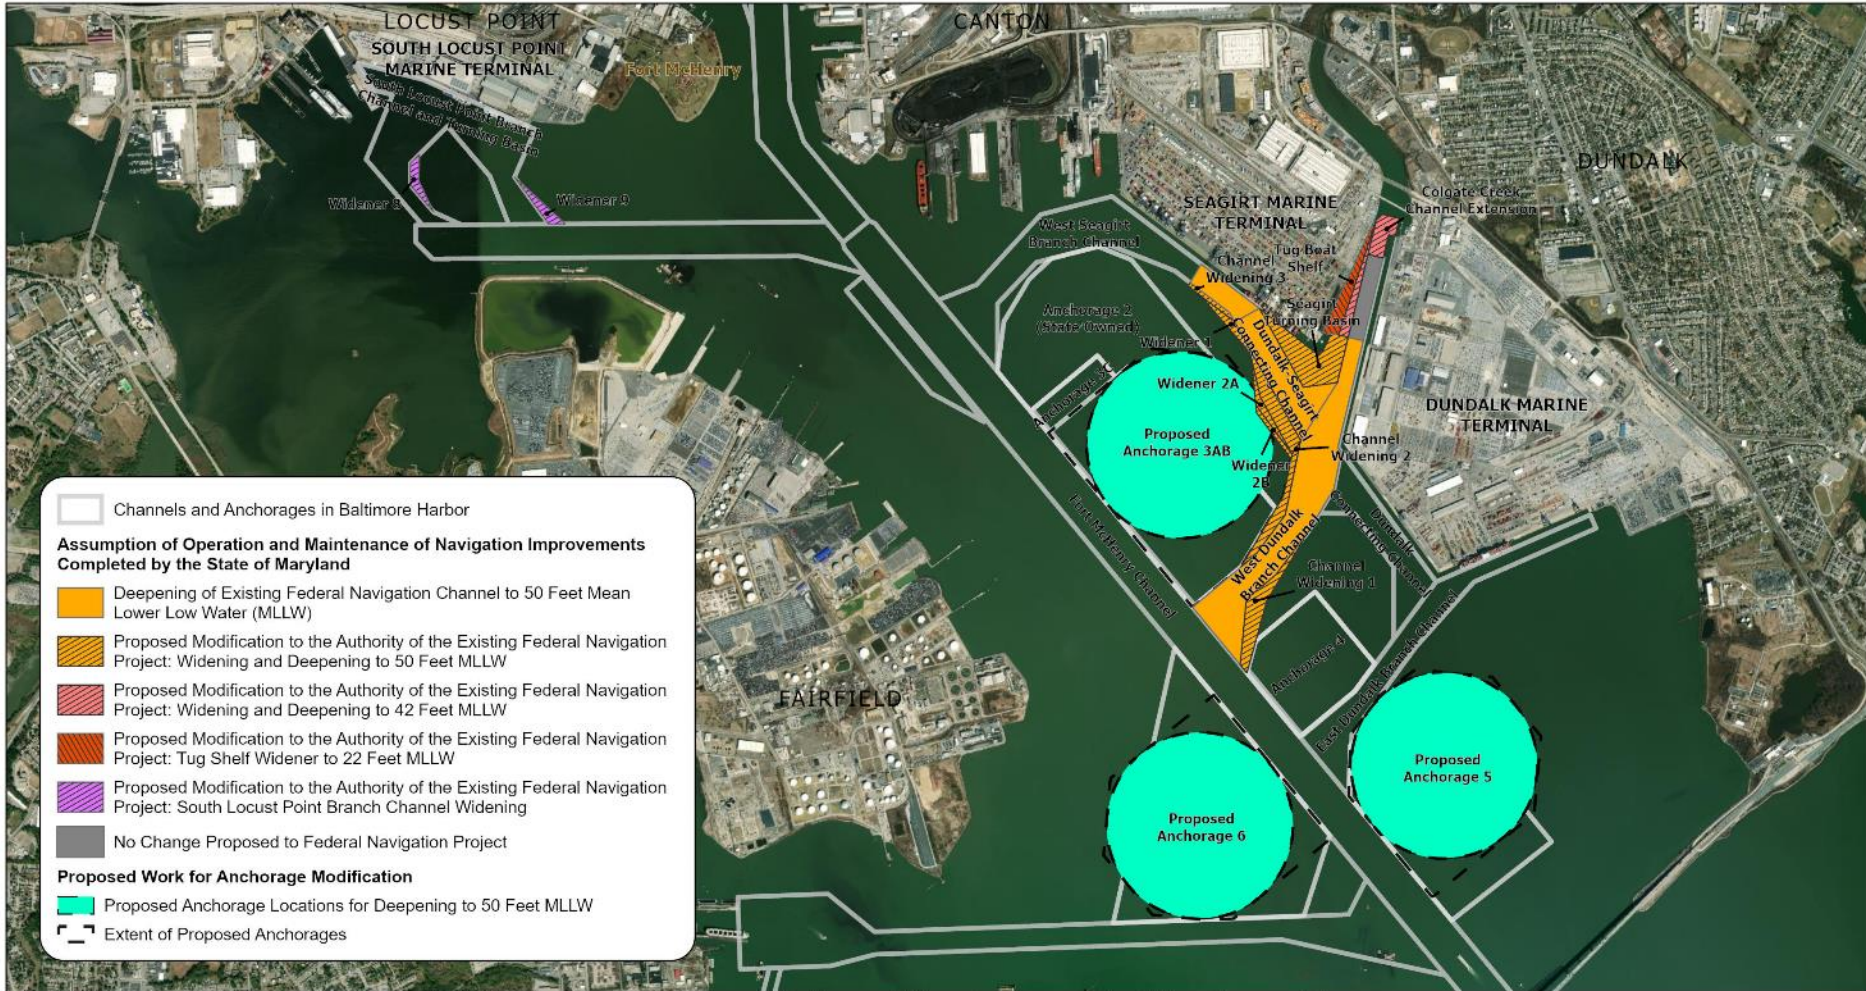 LOCUST POINT
SOUTH LOCUST POINT
MARINE TERMINAL
Fort McHenry
CANTON
South Locust Point Branch
Channel and Turning Basin
Widener 8
Widener 9
DUNDALK
Colgate Creek
Channel Extension
SEAGIRT MARINE
TERMINAL
West Seagirt
Branch Channel
Tug Boat
Shelf
Channel
Widening 3
Anchorage 2
(State Owned)
Seagirt
Turning Basin
Widener 1
Dundalk-Seagirt
Connecting Channel
Anchorage 3C
Widener 2A
Proposed
Anchorage 3AB
Widener
2B
Channel
Widening 2
DUNDALK MARINE
TERMINAL
Fort McHenry Channel
West Dundalk
Branch Channel
Dundalk
Connecting Channel
Channel
Widening 1
Anchorage 4
East Dundalk Branch Channel
FAIRFIELD
Proposed
Anchorage 5
Proposed
Anchorage 6
Channels and Anchorages in Baltimore Harbor
Assumption of Operation and Maintenance of Navigation Improvements
Completed by the State of Maryland
Deepening of Existing Federal Navigation Channel to 50 Feet Mean
Lower Low Water (MLLW)
Proposed Modification to the Authority of the Existing Federal Navigation
Project: Widening and Deepening to 50 Feet MLLW
Proposed Modification to the Authority of the Existing Federal Navigation
Project: Widening and Deepening to 42 Feet MLLW
Proposed Modification to the Authority of the Existing Federal Navigation
Project: Tug Shelf Widener to 22 Feet MLLW
Proposed Modification to the Authority of the Existing Federal Navigation
Project: South Locust Point Branch Channel Widening
No Change Proposed to Federal Navigation Project
Proposed Work for Anchorage Modification
Proposed Anchorage Locations for Deepening to 50 Feet MLLW
Extent of Proposed Anchorages